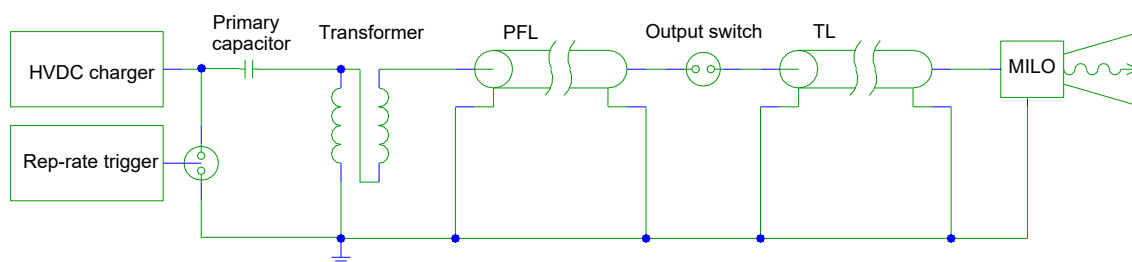 Primary
capacitor
Transformer
PFL
Output switch
TL
HVDC charger
MILO
Rep-rate trigger